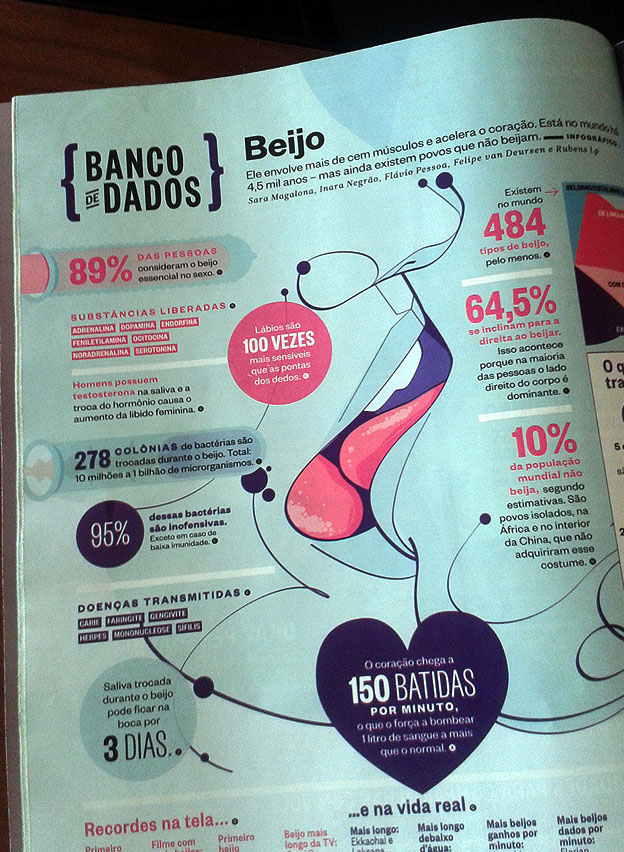 BANCO
DE DADOS
Beijo
Ele envolve mais de cem músculos e acelera o coração. Está no mundo há
4,5 mil anos – mas ainda existem povos que não beijam. INFOGRÁFICO
Sara Magalona, Inara Negrão, Flávio Pessoa, Felipe van Deursen e Rubens
89% DAS PESSOAS
consideram o beijo
essencial no sexo.
SUBSTÂNCIAS LIBERADAS
ADRENALINA DOPAMINA ENDORFINA
FENILETILAMINA OCITOCINA
NORADRENALINA SEROTONINA
Homens possuem
testosterona na saliva e a
troca do hormônio causa o
aumento da libido feminina.
278 COLÔNIAS de bactérias são
trocadas durante o beijo. Total:
10 milhões a 1 bilhão de microrganismos.
95%
dessas bactérias
são inofensivas.
Exceto em caso de
baixa imunidade.
DOENÇAS TRANSMITIDAS
CÁRIE FARINGITE GENGIVITE
HERPES MONONUCLEOSE SÍFILIS
Saliva trocada
durante o beijo
pode ficar na
boca por
3 DIAS.
Lábios são
100 VEZES
mais sensíveis
que as pontas
dos dedos.
O coração chega a
150 BATIDAS
POR MINUTO,
o que o força a bombear
1 litro de sangue a mais
que o normal.
Existem
no mundo
484
tipos de beijo,
pelo menos.
64,5%
se inclinam para a
direita ao beijar.
Isso acontece
porque na maioria
das pessoas o lado
direito do corpo é
dominante.
10%
da população
mundial não
beija, segundo
estimativas. São
povos isolados, na
África e no interior
da China, que não
adquiriram esse
costume.
DE LÍNGUA
COM
O q
tra
5
sã
2
Recordes na tela...
Primeiro
Filme com
Primeiro
beijo
Beijo mais
longo da TV:
...e na vida real
Mais longo:
Ekkachai e
Mais longo
debaixo
d'água:
Mais beijos
ganhos por
minuto:
Mais beijos
dados por
minuto: